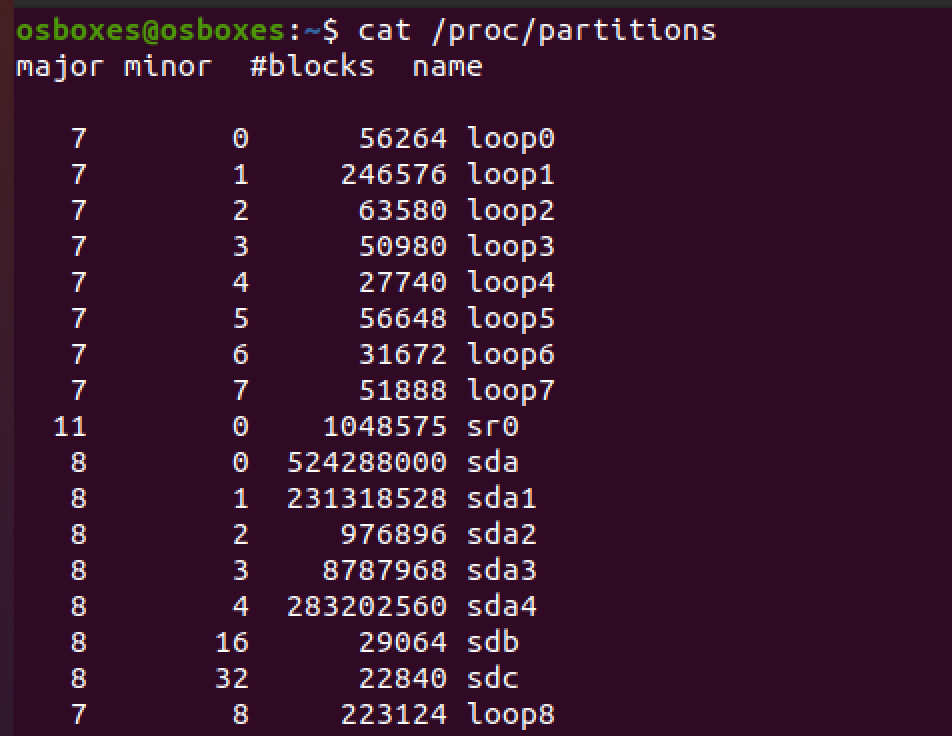 osboxes@osboxes:~$ cat /proc/partitions
major minor  #blocks  name

   7        0      56264 loop0
   7        1     246576 loop1
   7        2      63580 loop2
   7        3      50980 loop3
   7        4      27740 loop4
   7        5      56648 loop5
   7        6      31672 loop6
   7        7      51888 loop7
  11        0    1048575 sr0
   8        0  524288000 sda
   8        1  231318528 sda1
   8        2     976896 sda2
   8        3    8787968 sda3
   8        4  283202560 sda4
   8       16      29064 sdb
   8       32      22840 sdc
   7        8     223124 loop8